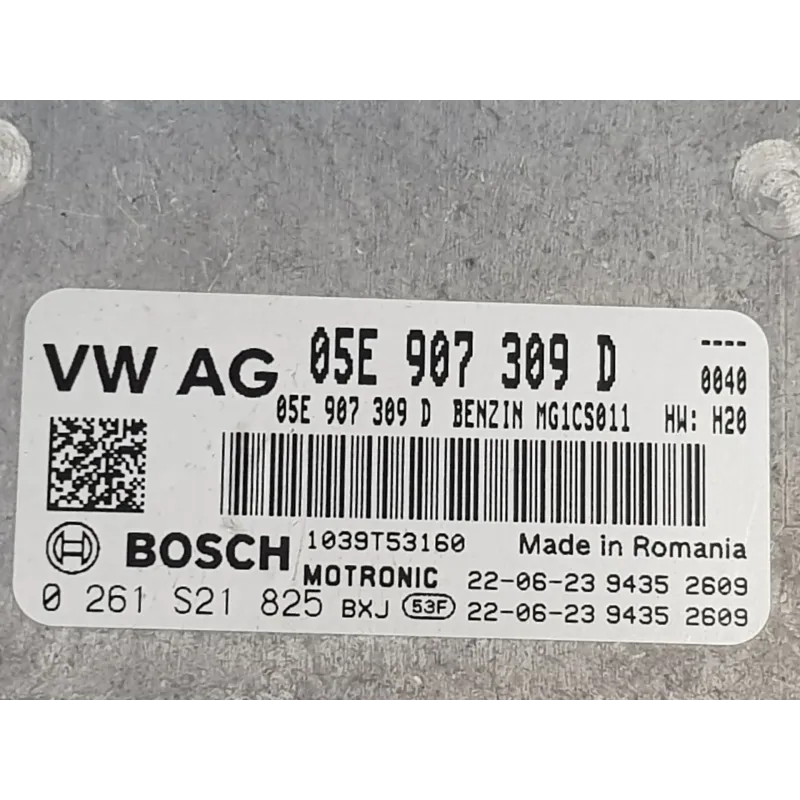 VW AG 05E 907 309 D ----
0040
05E 907 309 D BENZIN MG1CS011 HW: H20
BOSCH 1039T53160 Made in Romania
MOTRONIC 22-06-23 9435 2609
0 261 S21 825 BXJ 53F 22-06-23 9435 2609